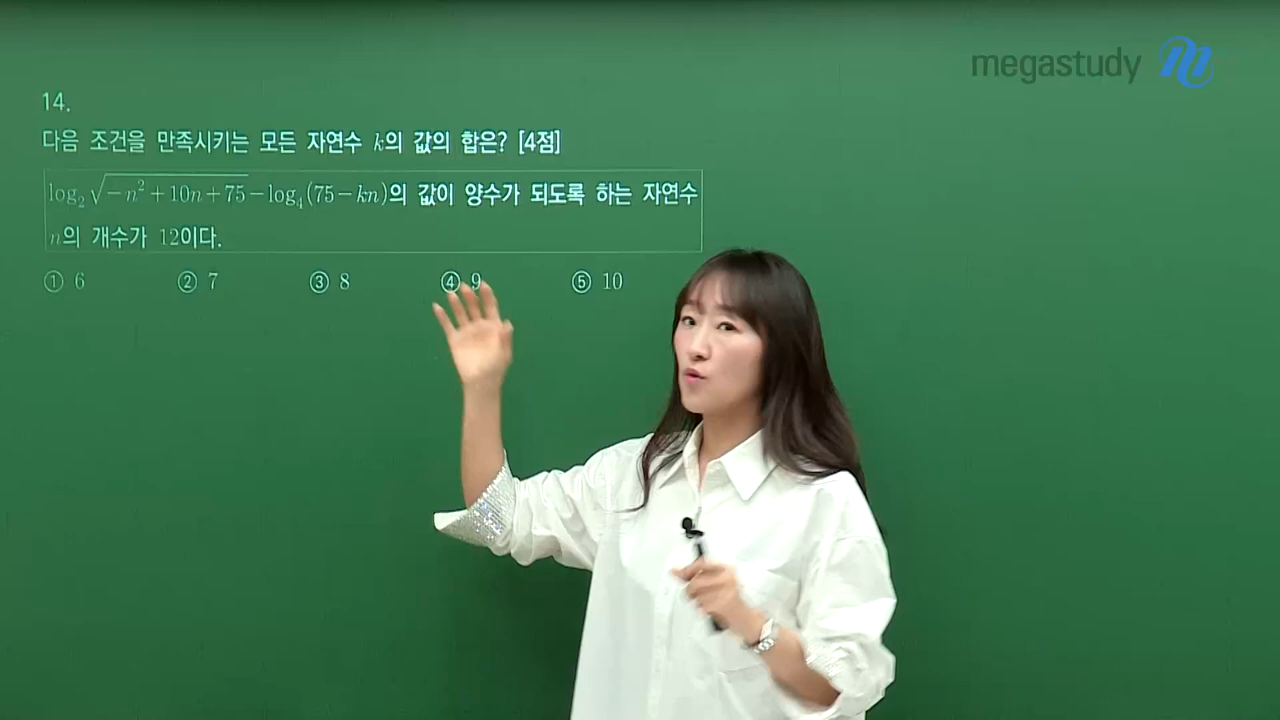 megastudy
14.
다음 조건을 만족시키는 모든 자연수 k의 값의 합은? [4점]
log₂√(-n²+10n+75)-log₄(75-kn)의 값이 양수가 되도록 하는 자연수
n의 개수가 12이다.
① 6 ② 7 ③ 8 ④ 9 ⑤ 10